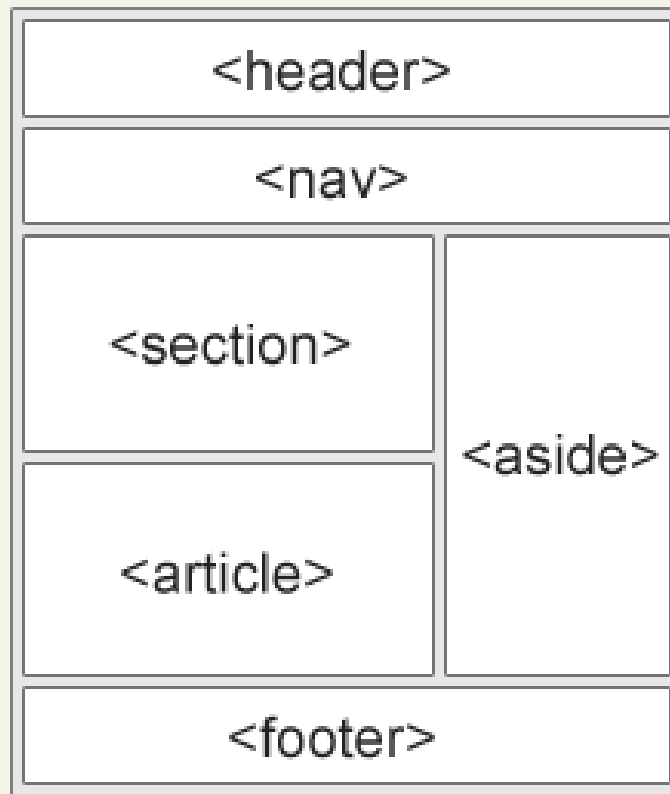 <header>
<nav>
<section>
<aside>
<article>
<footer>